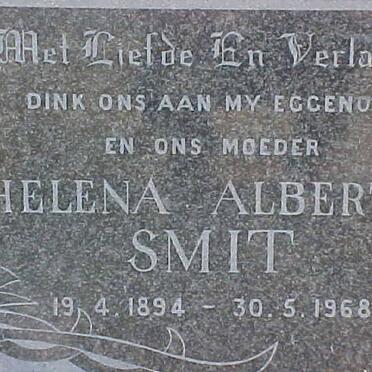 Met Liefde En Verla
DINK ONS AAN MY EGGENO
EN ONS MOEDER
HELENA ALBERT
SMIT
19.4.1894 - 30.5.1968